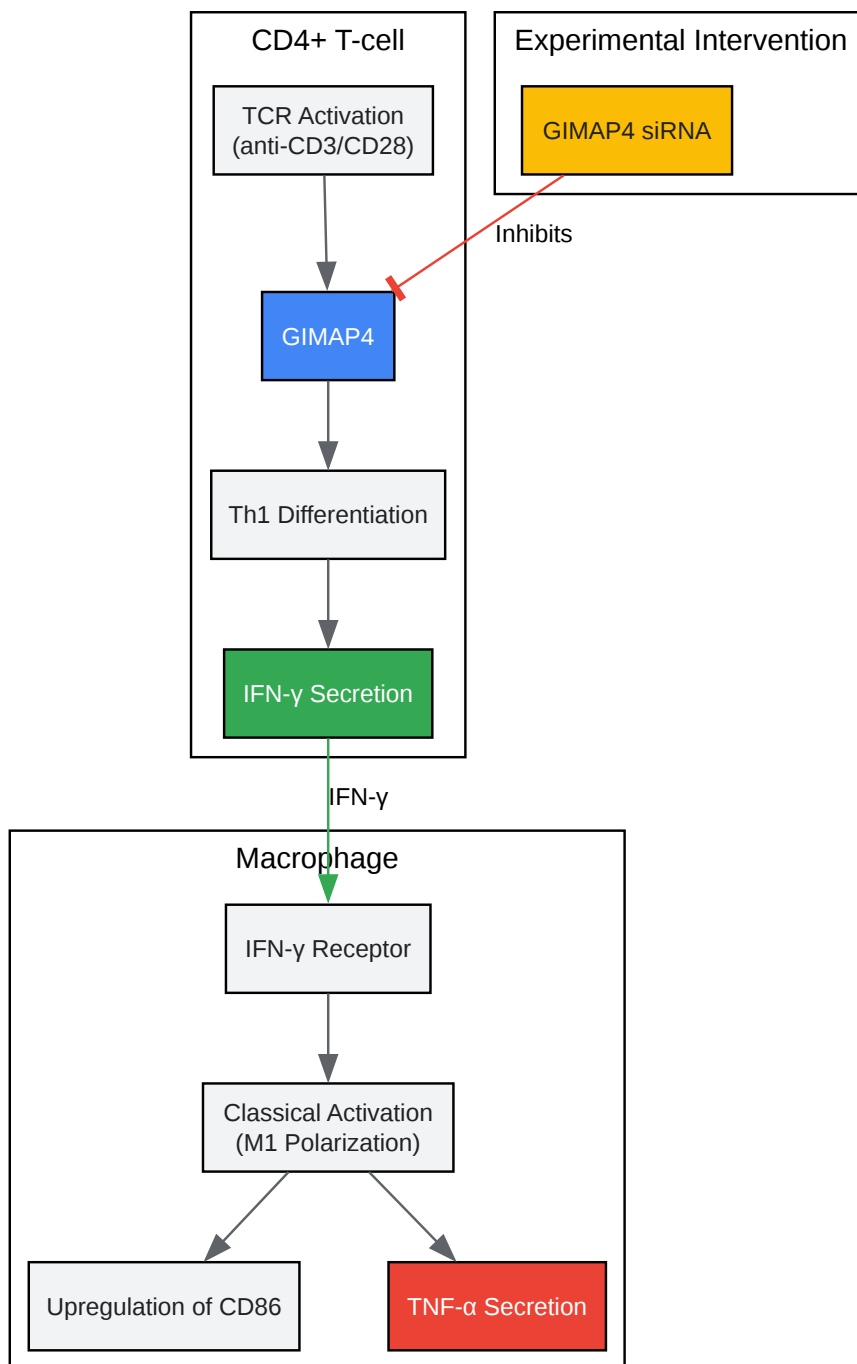 CD4+ T-cell
Experimental Intervention
TCR Activation
(anti-CD3/CD28)
GIMAP4 siRNA
Inhibits
GIMAP4
Th1 Differentiation
IFN-γ Secretion
IFN-γ
Macrophage
IFN-γ Receptor
Classical Activation
(M1 Polarization)
Upregulation of CD86
TNF-α Secretion